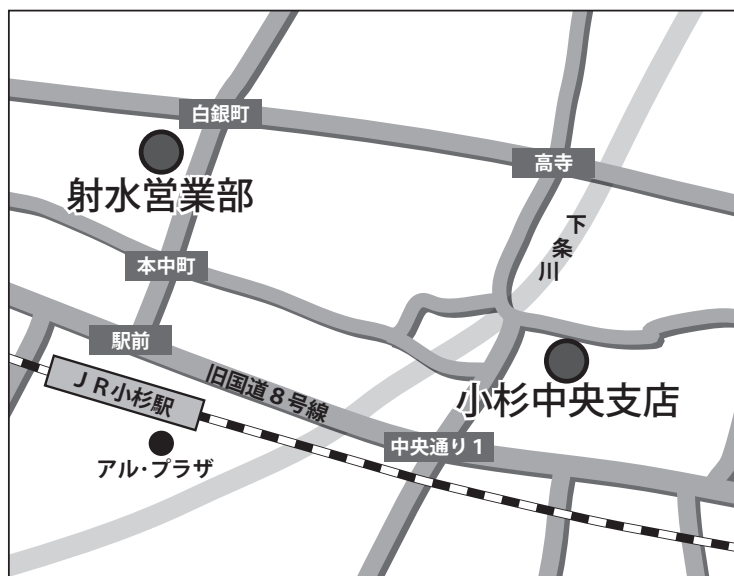 白銀町
高寺
射水営業部
下条川
本中町
駅前
旧国道8号線
JR小杉駅
小杉中央支店
中央通り1
アル・プラザ